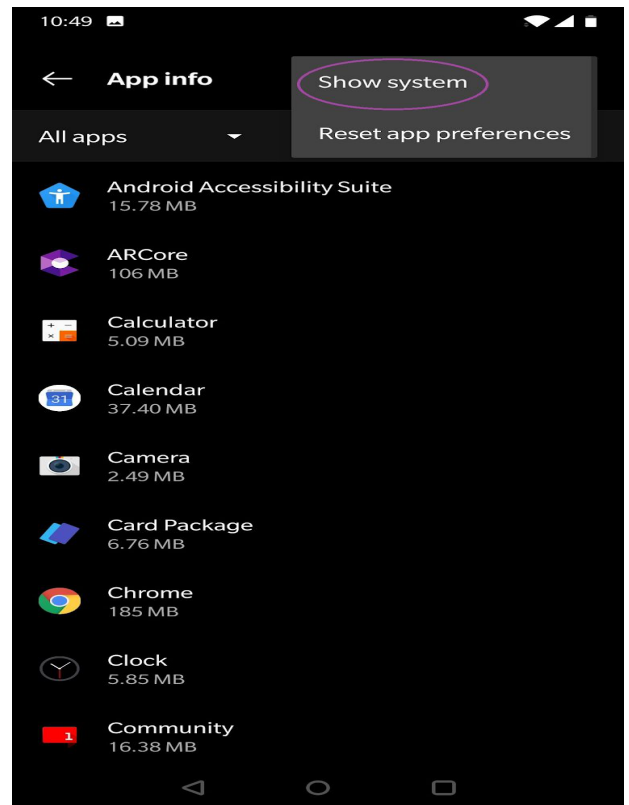 10:49
App info
Show system
All apps
Reset app preferences
Android Accessibility Suite
15.78 MB
ARCore
106 MB
+ −
×
Calculator
5.09 MB
31
Calendar
37.40 MB
Camera
2.49 MB
Card Package
6.76 MB
Chrome
185 MB
Clock
5.85 MB
1
Community
16.38 MB